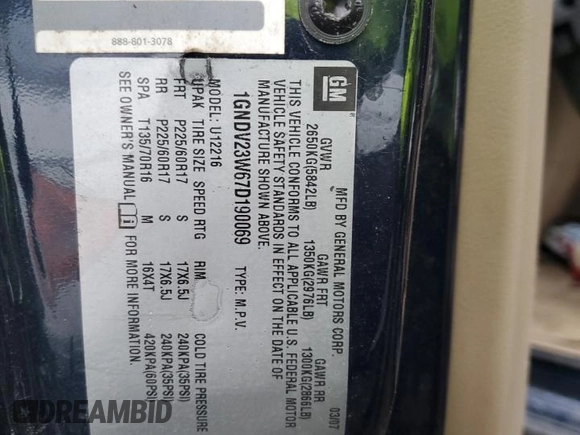 888-801-3078
GM
MFD BY GENERAL MOTORS CORP. 03/07
GVWR GAWR FRT GAWR RR
2650KG(5842LB) 1350KG(2976LB) 1300KG(2866LB)
THIS VEHICLE CONFORMS TO ALL APPLICABLE U.S. FEDERAL MOTOR
VEHICLE SAFETY STANDARDS IN EFFECT ON THE DATE OF
MANUFACTURE SHOWN ABOVE.
1GNDV23W67D190069 TYPE: M.P.V.
MODEL: U12216
UPAK TIRE SIZE SPEED RTG RIM COLD TIRE PRESSURE
FRT P225/60R17 S 17X6.5J 240KPA(35PSI)
RR P225/60R17 S 17X6.5J 240KPA(35PSI)
SPA T135/70R16 M 16X4T 420KPA(60PSI)
SEE OWNER'S MANUAL FOR MORE INFORMATION.
DREAMBID